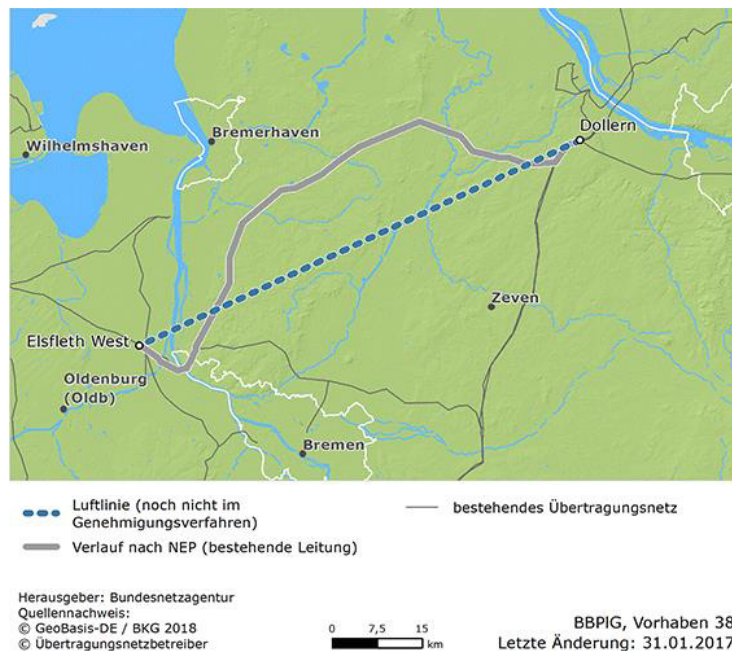 Dollern
Bremerhaven
Wilhelmshaven
Zeven
Elsfleth West
Oldenburg
(Oldb)
Bremen
Luftlinie (noch nicht im
Genehmigungsverfahren)
bestehendes Übertragungsnetz
Verlauf nach NEP (bestehende Leitung)
Herausgeber: Bundesnetzagentur
Quellennachweis:
© GeoBasis-DE / BKG 2018
© Übertragungsnetzbetreiber
0 7,5 15
km
BBPlG, Vorhaben 38
Letzte Änderung: 31.01.2017